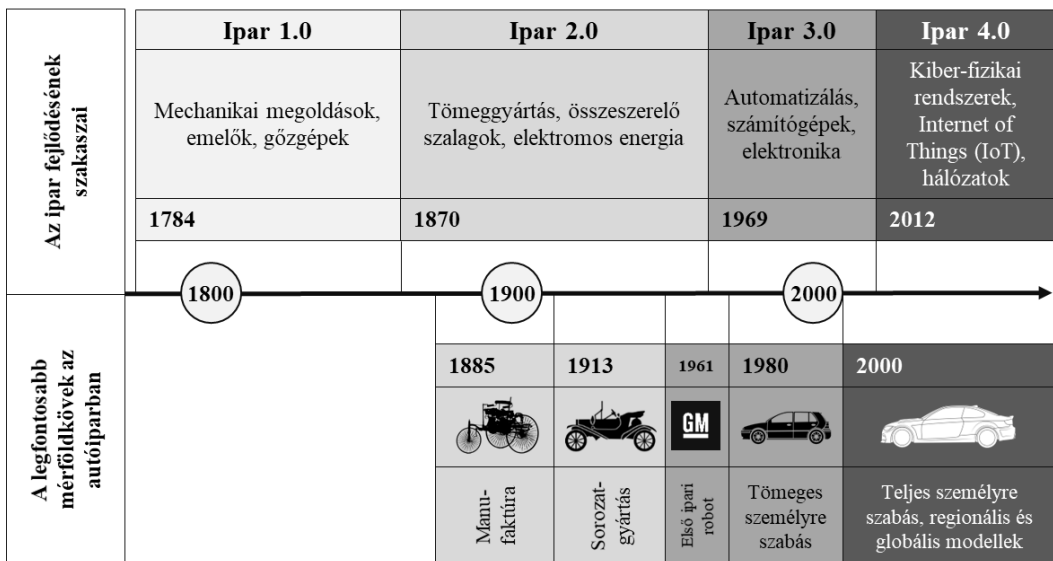 Az ipar fejlődésének
szakaszai
Ipar 1.0
Ipar 2.0
Ipar 3.0
Ipar 4.0
Mechanikai megoldások,
emelők, gőzgépek
Tömeggyártás, összeszerelő
szalagok, elektromos energia
Automatizálás,
számítógépek,
elektronika
Kiber-fizikai
rendszerek,
Internet of
Things (IoT),
hálózatok
1784
1870
1969
2012
1800
1900
2000
A legfontosabb
mérföldkövek az
autóiparban
1885
1913
1961
1980
2000
GM
Manu-
faktúra
Sorozat-
gyártás
Első ipari
robot
Tömeges
személyre
szabás
Teljes személyre
szabás, regionális és
globális modellek